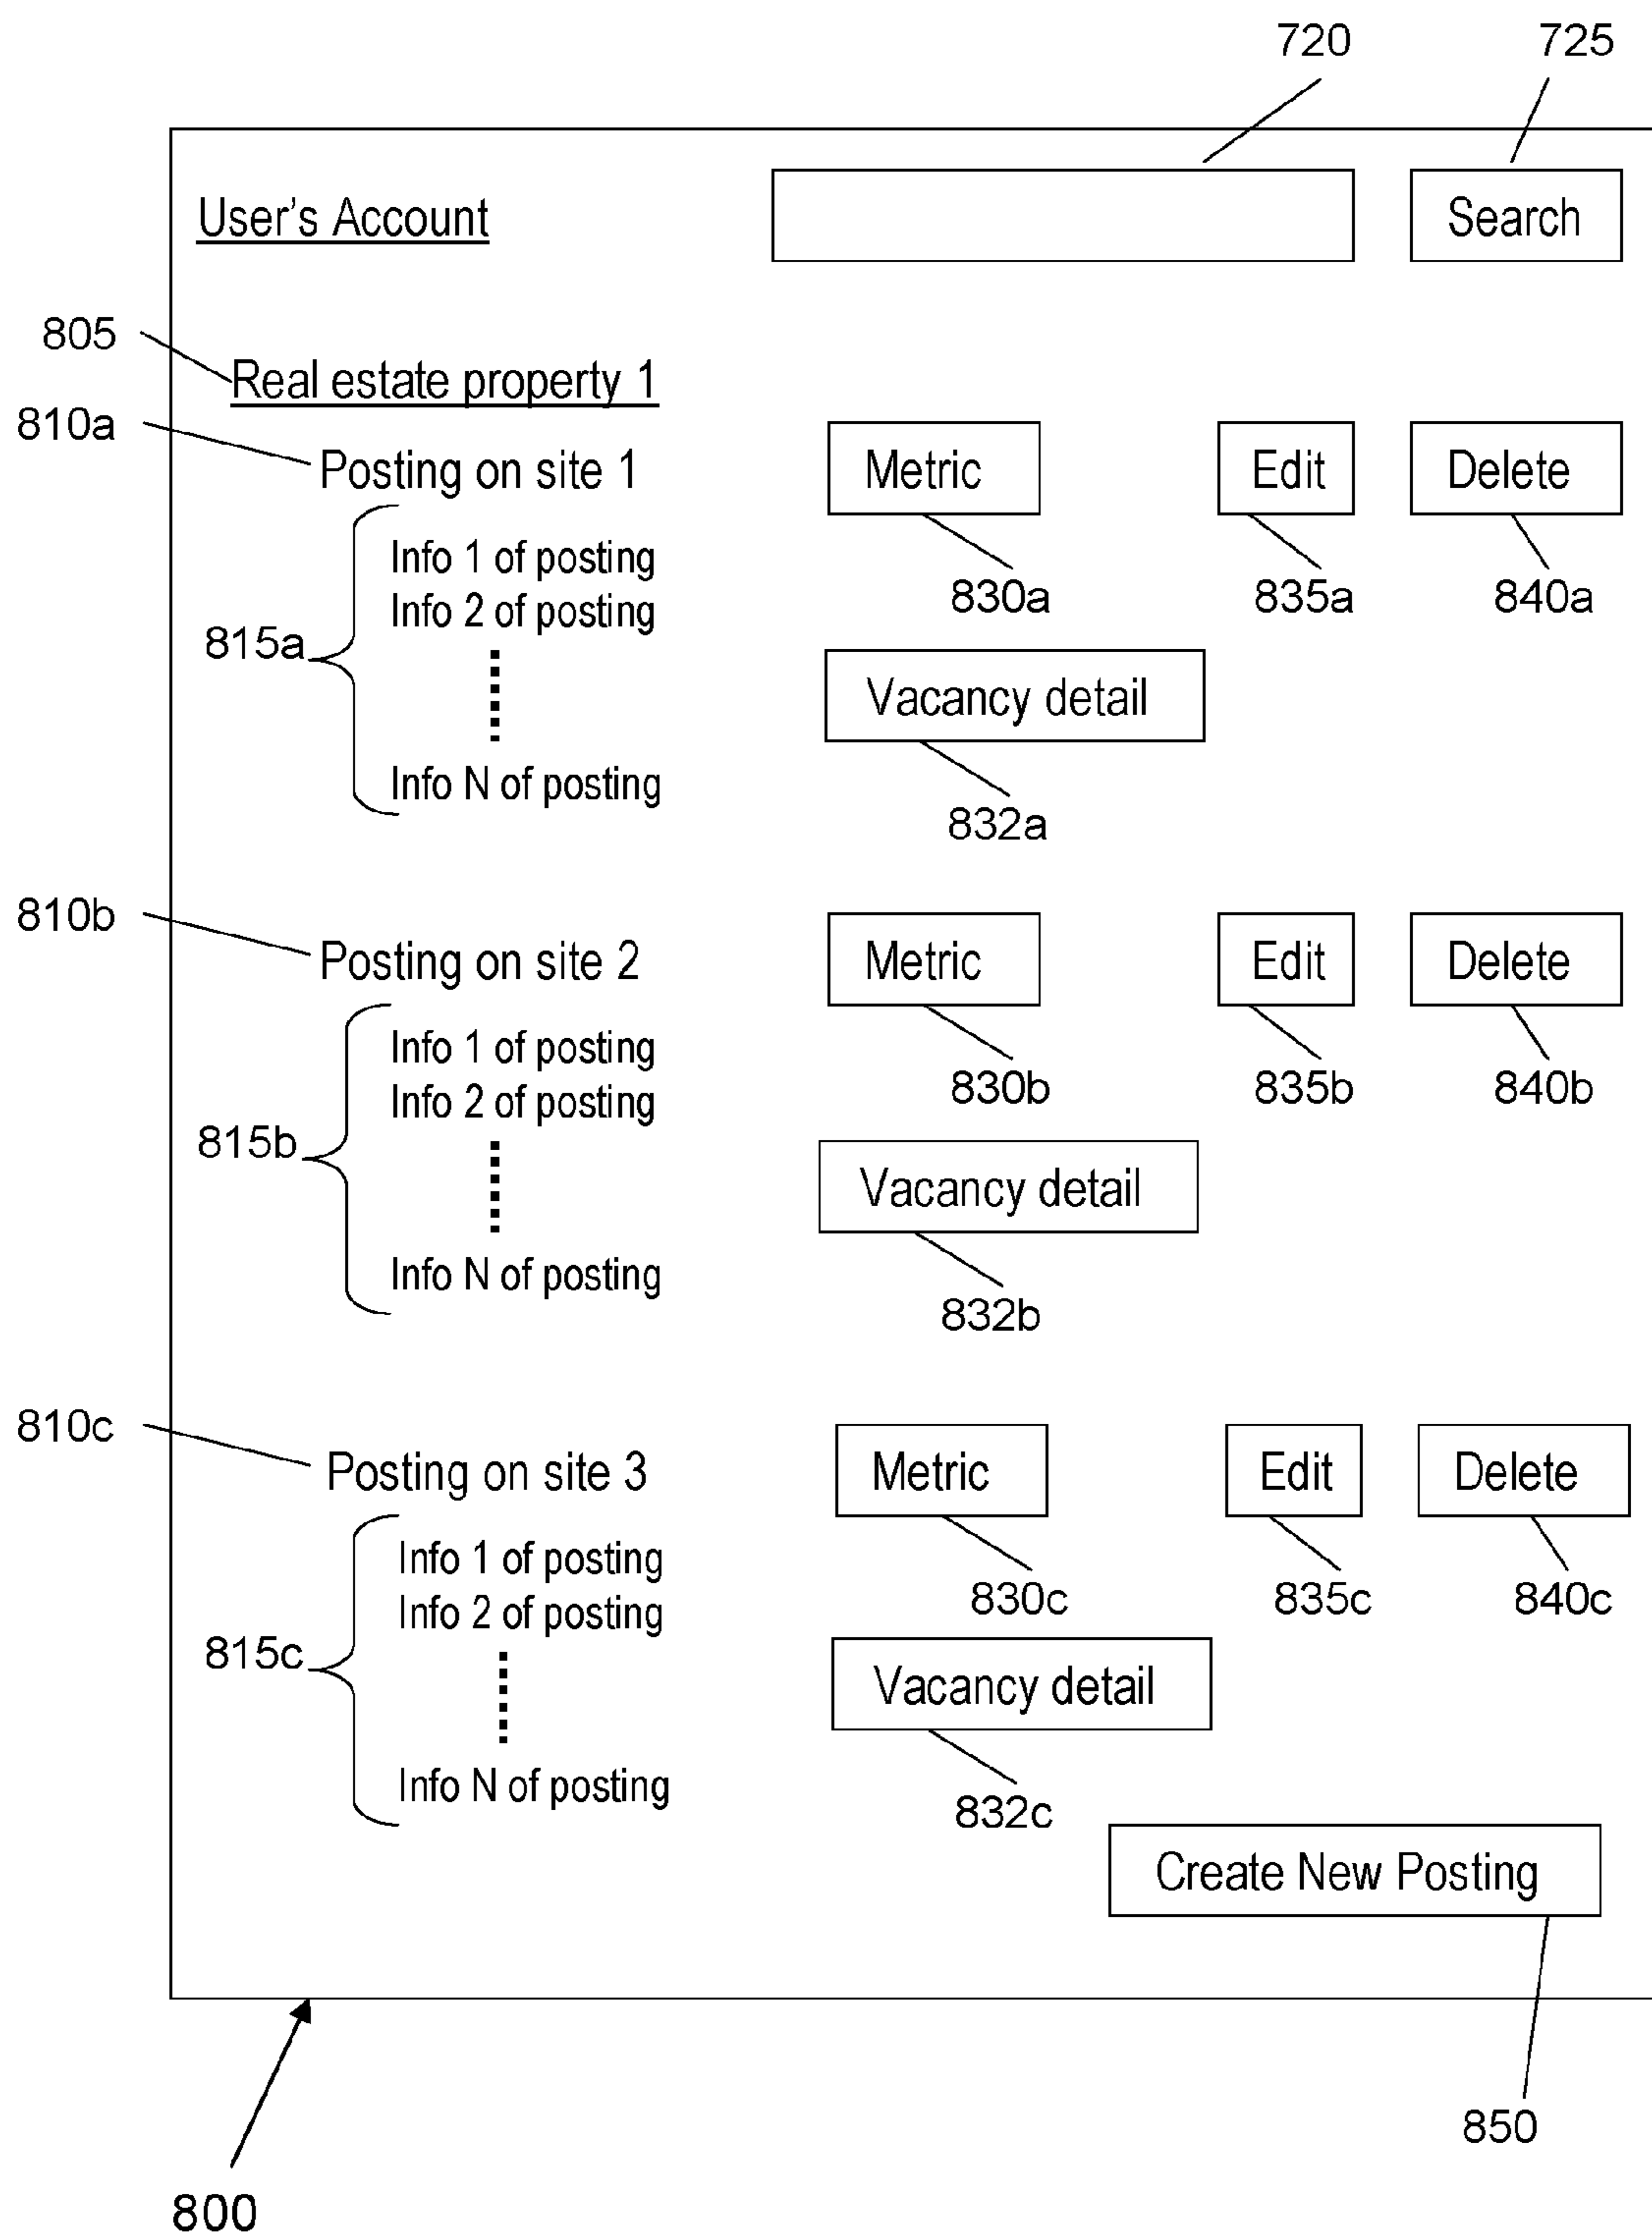 720 725
User's Account Search
805
Real estate property 1
810a
Posting on site 1 Metric Edit Delete
Info 1 of posting
830a 835a 840a
Info 2 of posting
815a
Vacancy detail
Info N of posting
832a
810b
Posting on site 2 Metric Edit Delete
Info 1 of posting
830b 835b 840b
Info 2 of posting
815b
Vacancy detail
Info N of posting
832b
810c
Posting on site 3 Metric Edit Delete
Info 1 of posting
830c 835c 840c
Info 2 of posting
815c
Vacancy detail
Info N of posting
832c
Create New Posting
850
800